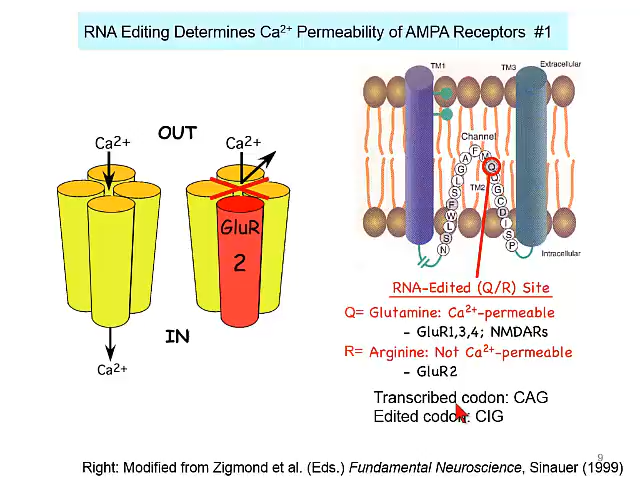 RNA Editing Determines Ca2+ Permeability of AMPA Receptors #1
OUT
Ca2+
Ca2+
GluR
2
IN
Ca2+
TM1
TM3
Extracellular
Channel
TM2
N S L W F S L G A F M Q Q G C D I S P
Intracellular
RNA-Edited (Q/R) Site
Q= Glutamine: Ca2+-permeable
- GluR1,3,4; NMDARs
R= Arginine: Not Ca2+-permeable
- GluR2
Transcribed codon: CAG
Edited codon: CIG
9
Right: Modified from Zigmond et al. (Eds.) Fundamental Neuroscience, Sinauer (1999)